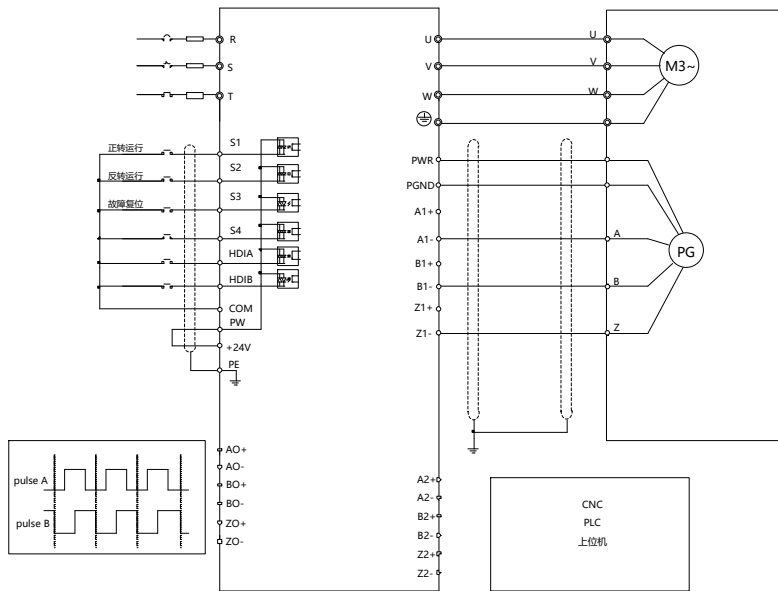 R
S
T
正转运行
S1
反转运行
S2
故障复位
S3
S4
HDIA
HDIB
COM
PW
+24V
PE
AO+
AO-
BO+
BO-
ZO+
ZO-
pulse A
pulse B
U
V
W
PWR
PGND
A1+
A1-
B1+
B1-
Z1+
Z1-
A2+
A2-
B2+
B2-
Z2+
Z2-
U
V
W
M3~
A
B
Z
PG
CNC
PLC
上位机